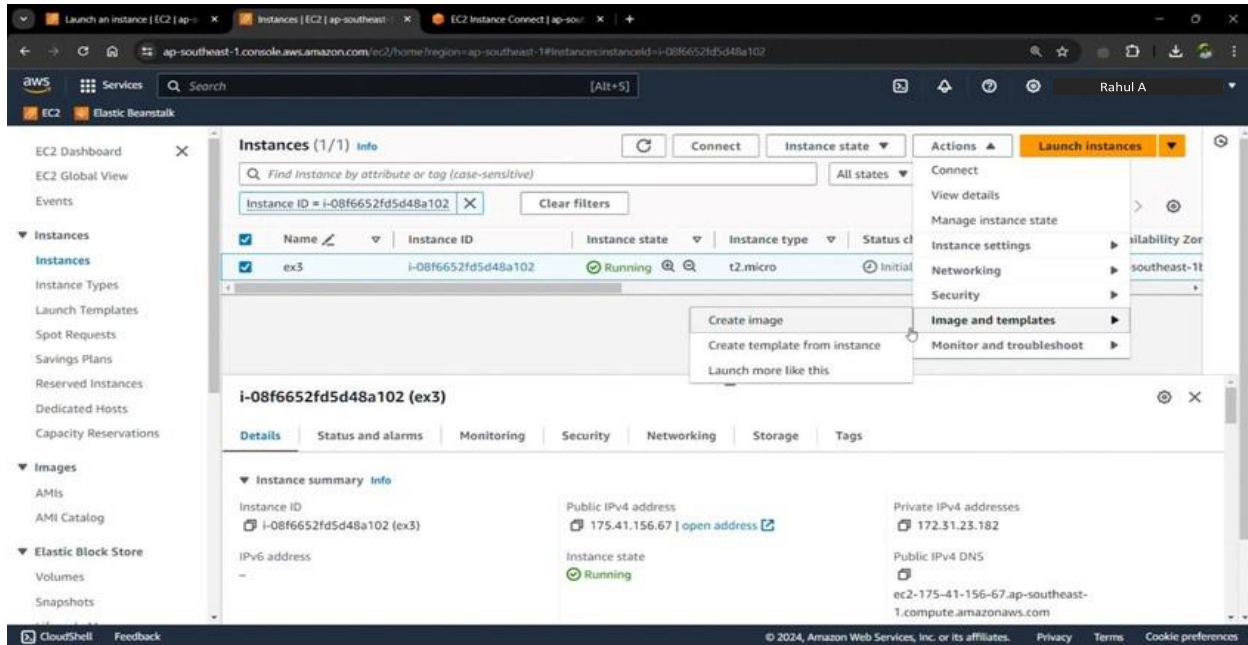 Launch an instance | EC2 | ap-s
Instances | EC2 | ap-southeast-
EC2 Instance Connect | ap-sout
ap-southeast-1.console.aws.amazon.com/ec2/home?region=ap-southeast-1#Instances:instanceId=i-08f6652fd5d48a102
aws Services Search [Alt+S] Rahul A
EC2 Elastic Beanstalk
EC2 Dashboard
EC2 Global View
Events
Instances
Instances
Instance Types
Launch Templates
Spot Requests
Savings Plans
Reserved Instances
Dedicated Hosts
Capacity Reservations
Images
AMIs
AMI Catalog
Elastic Block Store
Volumes
Snapshots
Instances (1/1) Info
Connect
Instance state
Actions
Launch instances
Find Instance by attribute or tag (case-sensitive)
All states
Instance ID = i-08f6652fd5d48a102
Clear filters
Name Instance ID Instance state Instance type Status ch ailability Zor
ex3 i-08f6652fd5d48a102 Running t2.micro Initial southeast-1b
Connect
View details
Manage instance state
Instance settings
Networking
Security
Image and templates
Monitor and troubleshoot
Create image
Create template from instance
Launch more like this
i-08f6652fd5d48a102 (ex3)
Details Status and alarms Monitoring Security Networking Storage Tags
Instance summary Info
Instance ID
i-08f6652fd5d48a102 (ex3)
Public IPv4 address
175.41.156.67 | open address
Private IPv4 addresses
172.31.23.182
IPv6 address
–
Instance state
Running
Public IPv4 DNS
ec2-175-41-156-67.ap-southeast-
1.compute.amazonaws.com
CloudShell Feedback © 2024, Amazon Web Services, Inc. or its affiliates. Privacy Terms Cookie preferences